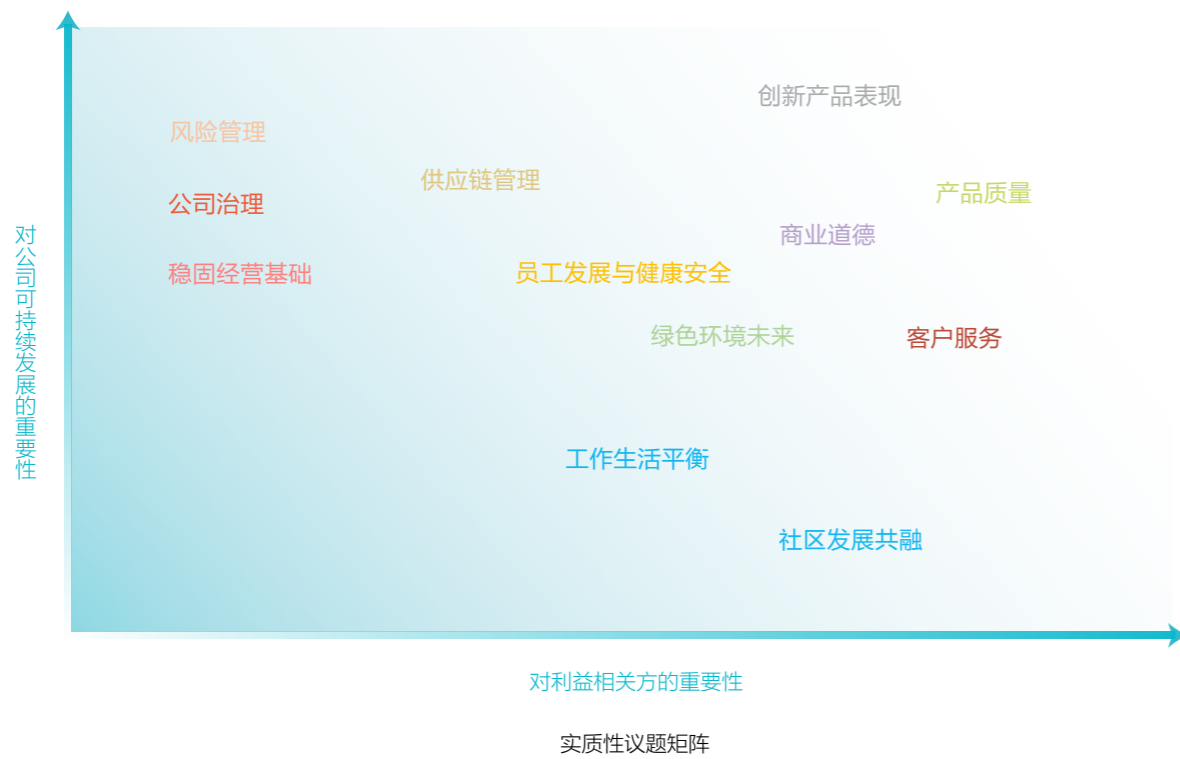 创新产品表现
风险管理
供应链管理
产品质量
公司治理
商业道德
稳固经营基础
员工发展与健康安全
绿色环境未来
客户服务
工作生活平衡
社区发展共融
对公司可持续发展的重要性
对利益相关方的重要性
实质性议题矩阵